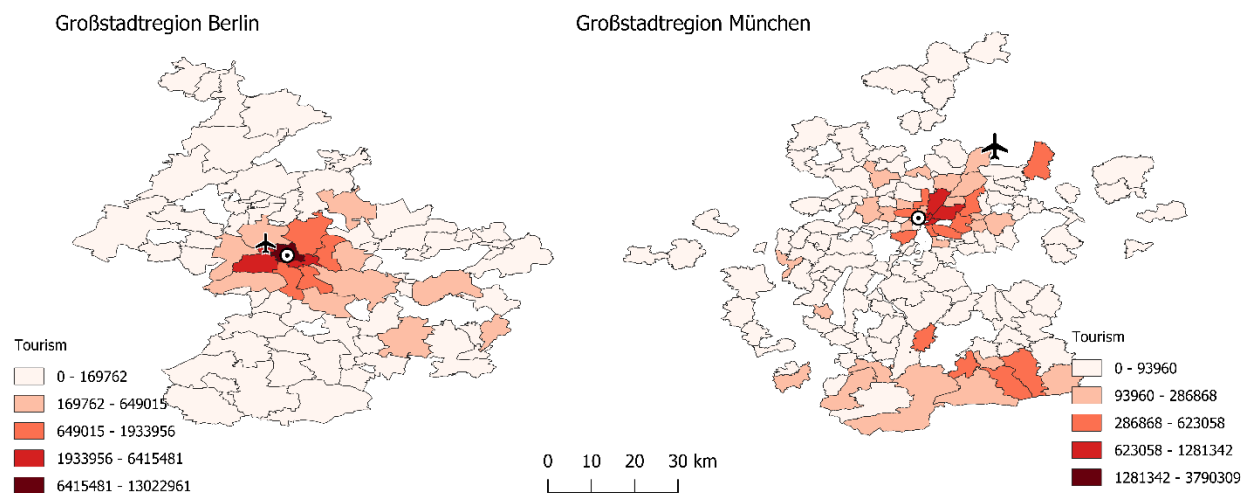 Großstadtregion Berlin
Großstadtregion München
Tourism
0 - 169762
169762 - 649015
649015 - 1933956
1933956 - 6415481
6415481 - 13022961
0 10 20 30 km
Tourism
0 - 93960
93960 - 286868
286868 - 623058
623058 - 1281342
1281342 - 3790309